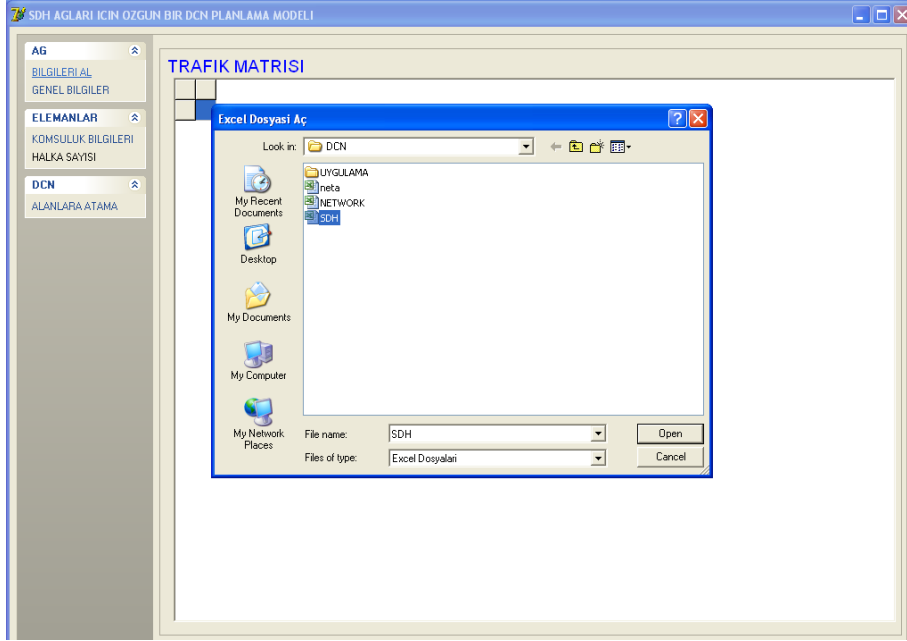 SDH AGLARI ICIN OZGUN BIR DCN PLANLAMA MODELI
AG
BILGILERI AL
GENEL BILGILER
ELEMANLAR
KOMSULUK BILGILERI
HALKA SAYISI
DCN
ALANLARA ATAMA
TRAFIK MATRISI
Excel Dosyasi Aç
Look in:
DCN
My Recent
Documents
Desktop
My Documents
My Computer
My Network
Places
UYGULAMA
neta
NETWORK
SDH
File name:
SDH
Open
Files of type:
Excel Dosyalari
Cancel